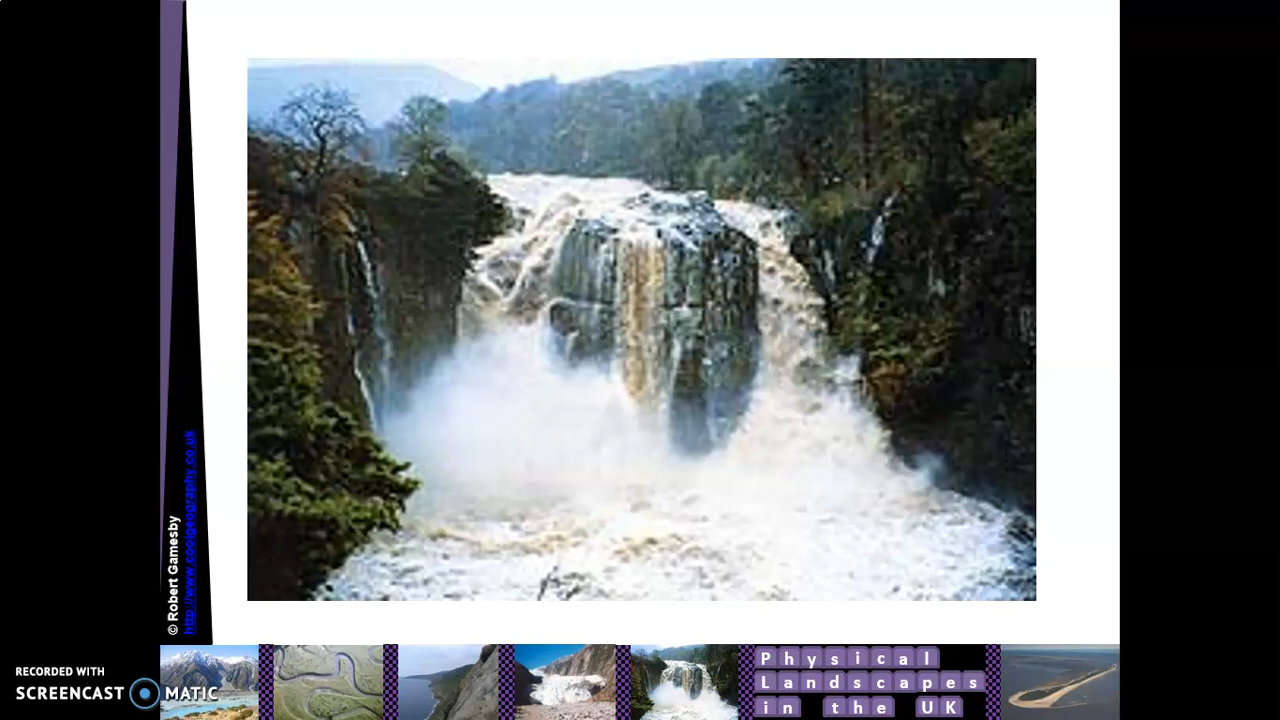 © Robert Gamesby
http://www.coolgeography.co.uk
RECORDED WITH
SCREENCAST MATIC
Physical
Landscapes
in the UK